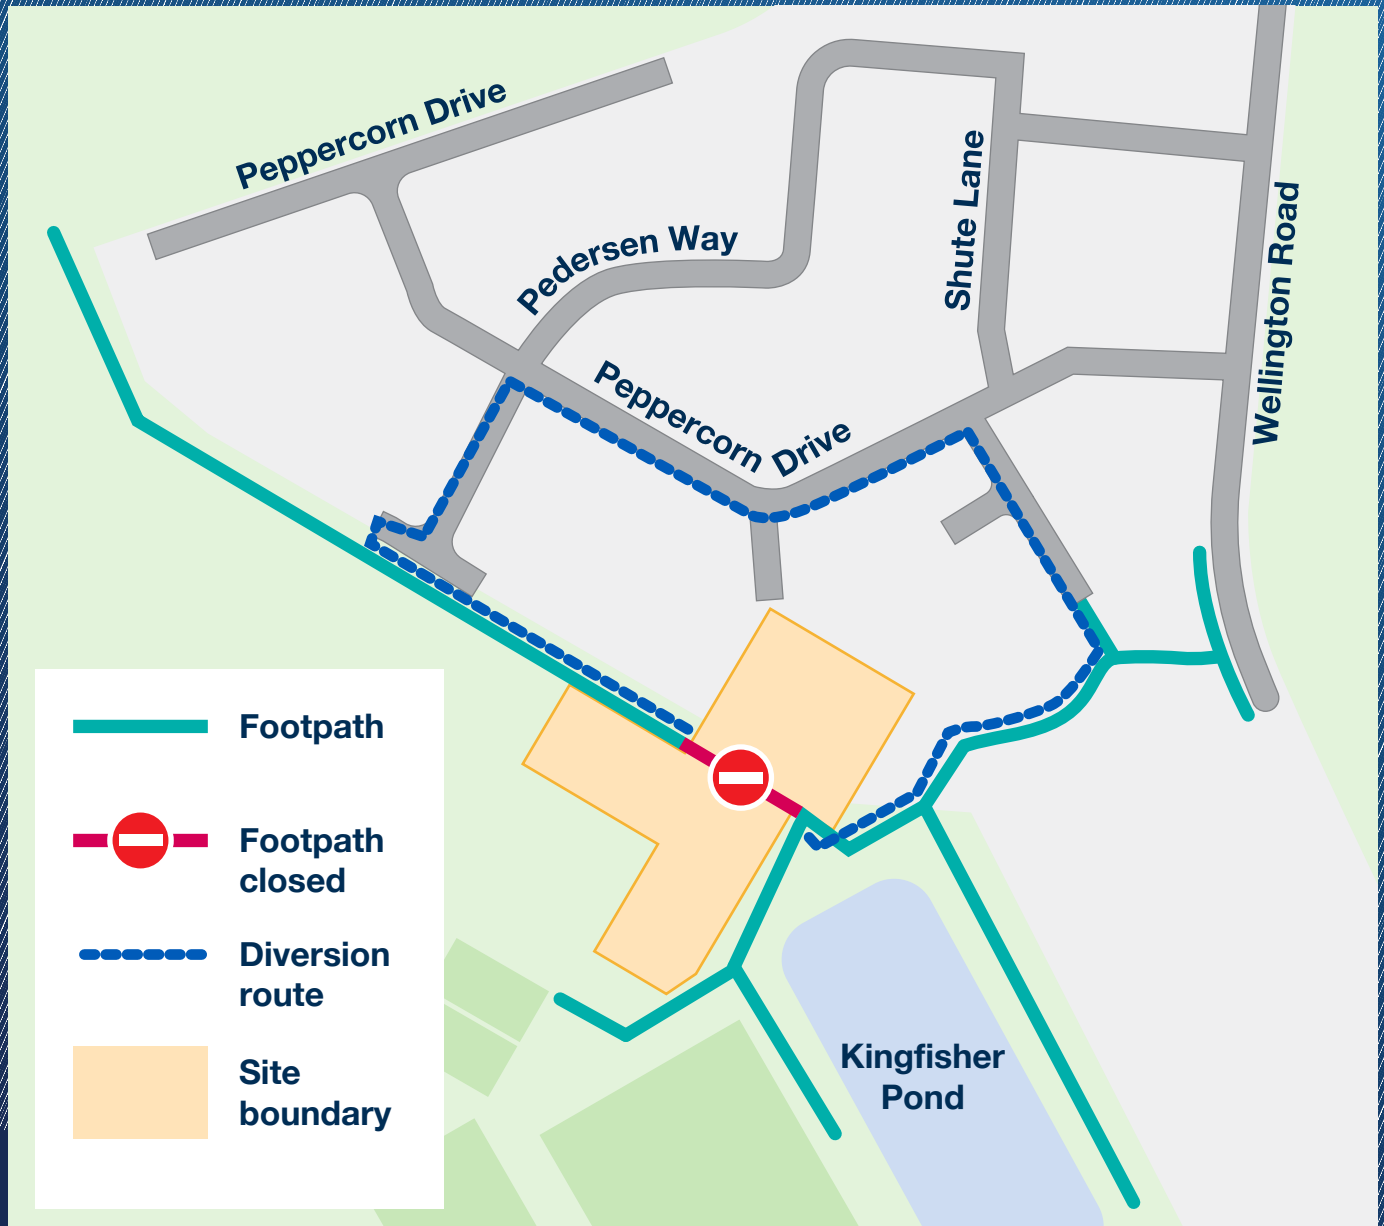 Peppercorn Drive
Pedersen Way
Shute Lane
Wellington Road
Peppercorn Drive
Footpath
Footpath
closed
Diversion
route
Site
boundary
Kingfisher
Pond